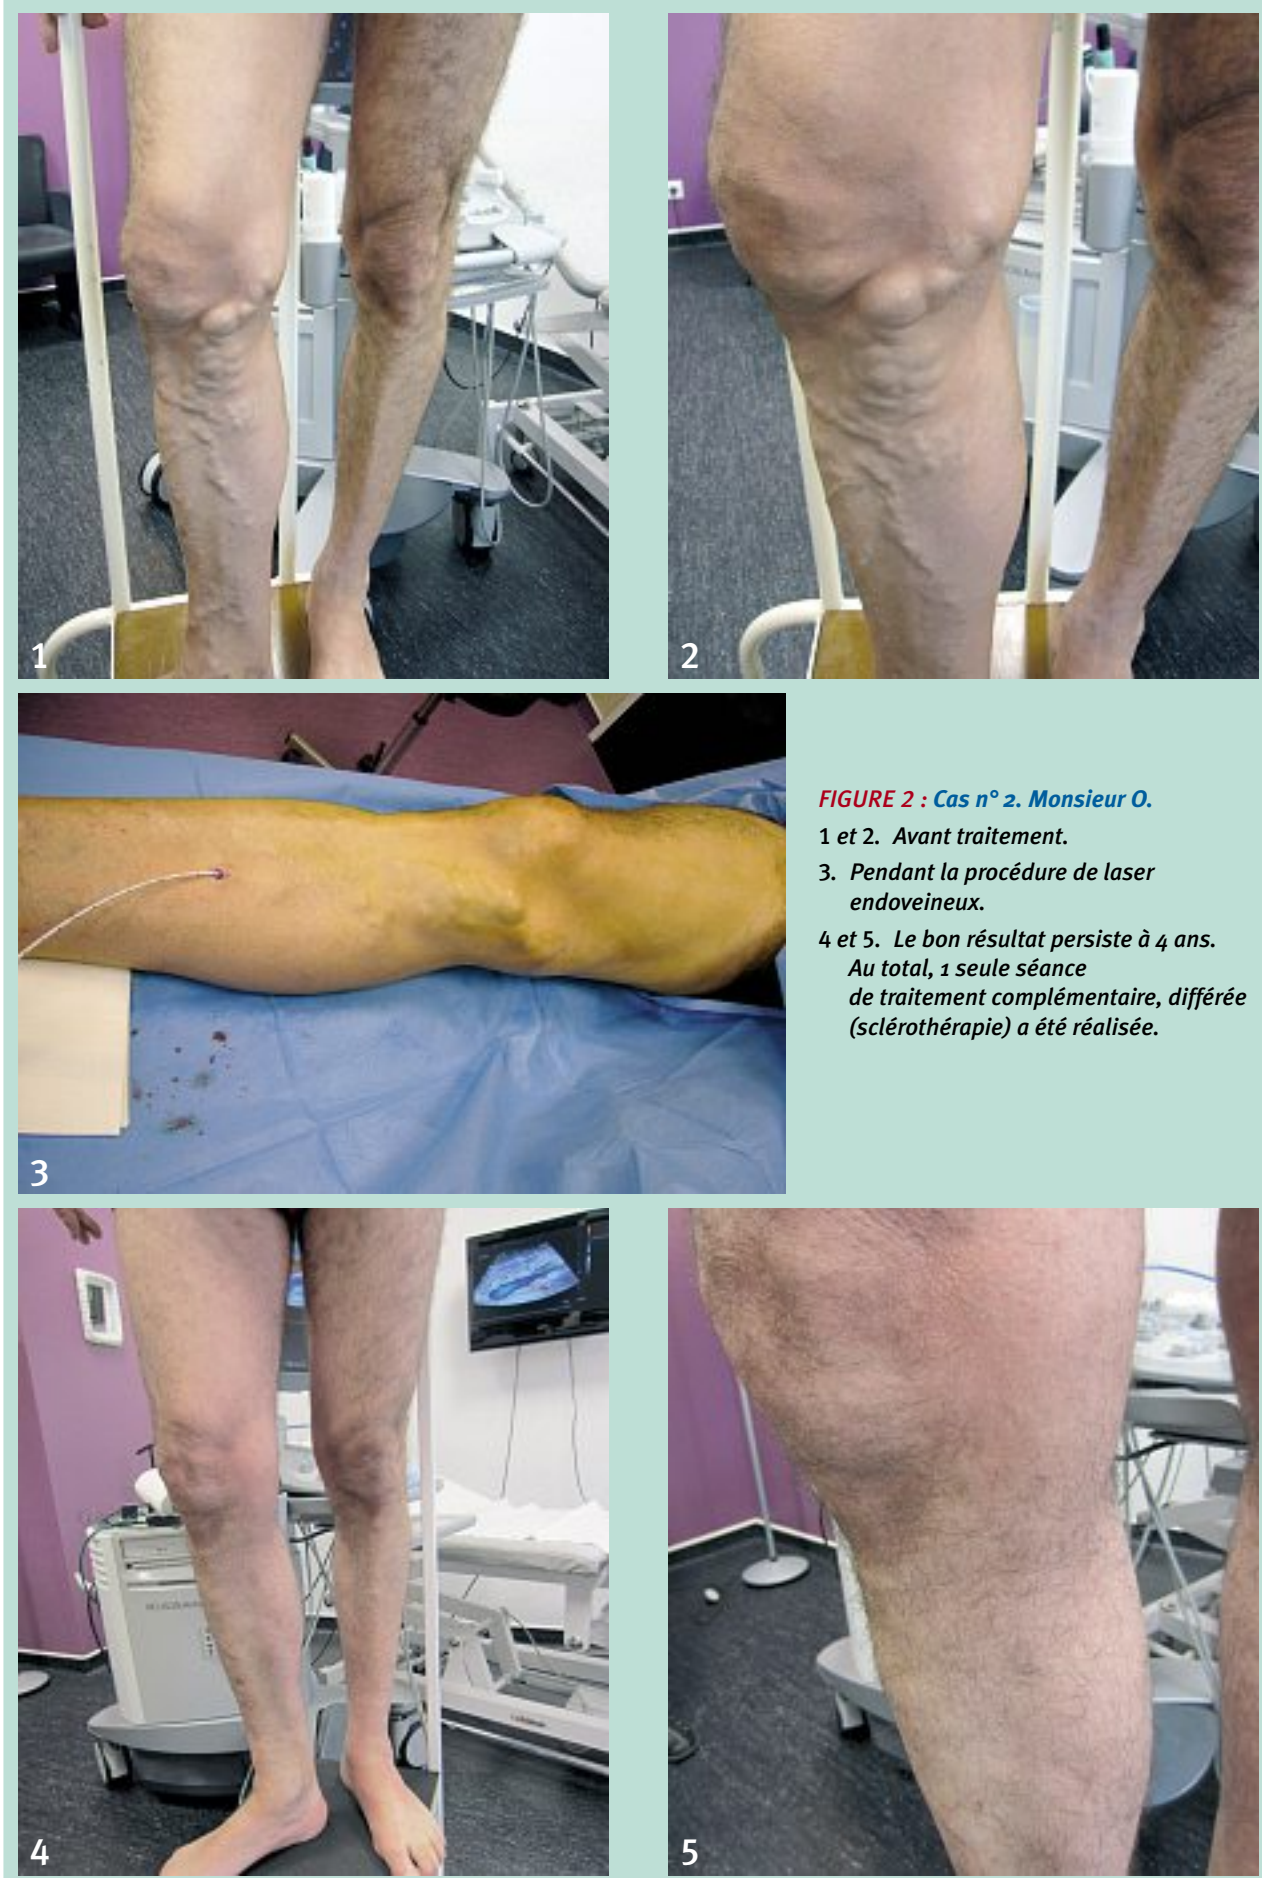 1
2
3
FIGURE 2 : Cas n° 2. Monsieur O.
1 et 2. Avant traitement.
3. Pendant la procédure de laser
endoveineux.
4 et 5. Le bon résultat persiste à 4 ans.
Au total, 1 seule séance
de traitement complémentaire, différée
(sclérothérapie) a été réalisée.
4
5